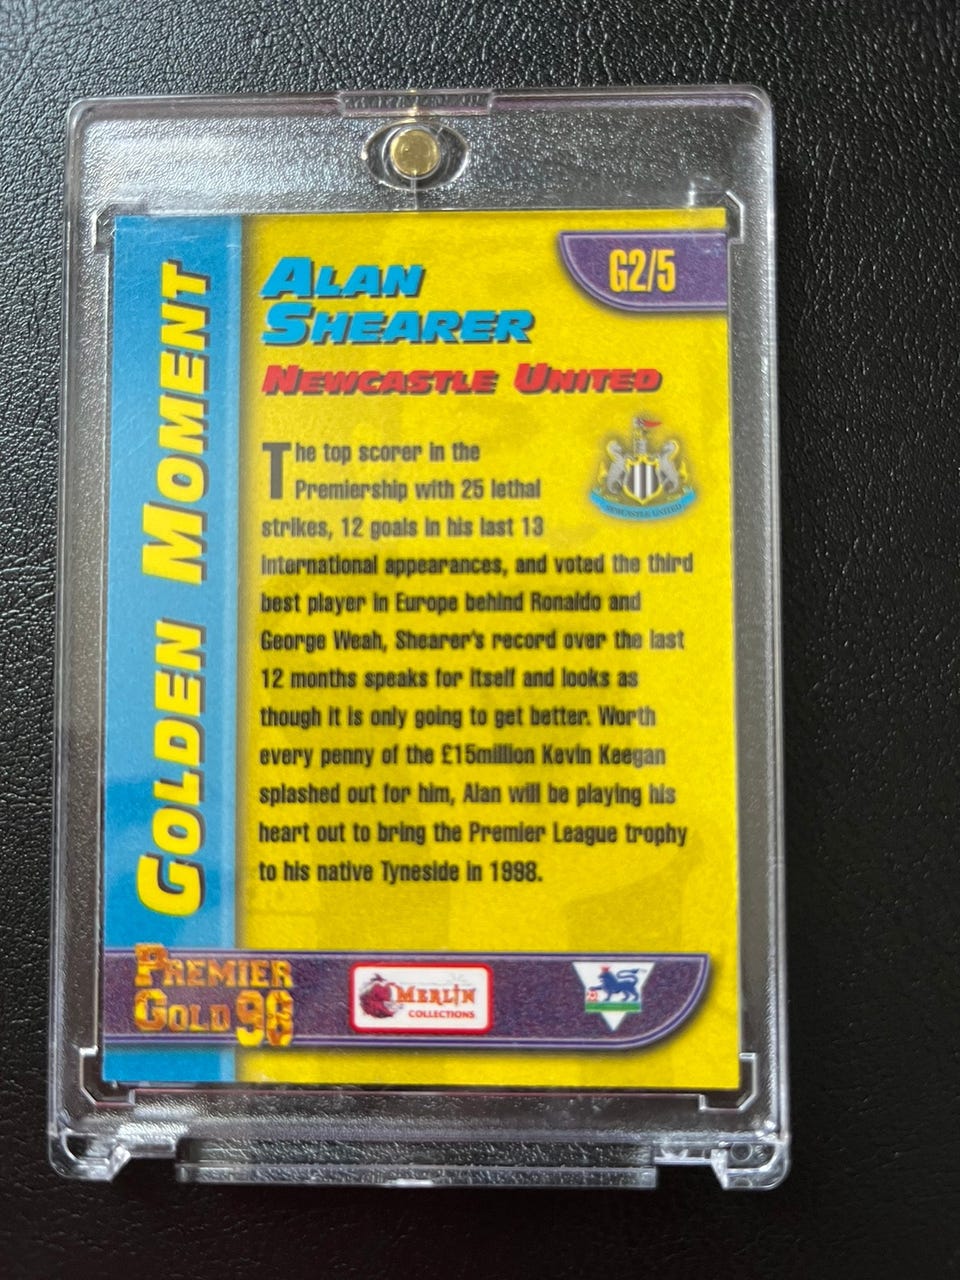 G2/5
ALAN
SHEARER
NEWCASTLE UNITED
NEWCASTLE UNITED
The top scorer in the
Premiership with 25 lethal
strikes, 12 goals in his last 13
international appearances, and voted the third
best player in Europe behind Ronaldo and
George Weah, Shearer's record over the last
12 months speaks for itself and looks as
though it is only going to get better. Worth
every penny of the £15million Kevin Keegan
splashed out for him, Alan will be playing his
heart out to bring the Premier League trophy
to his native Tyneside in 1998.
GOLDEN MOMENT
PREMIER
GOLD 98
MERLIN
COLLECTIONS